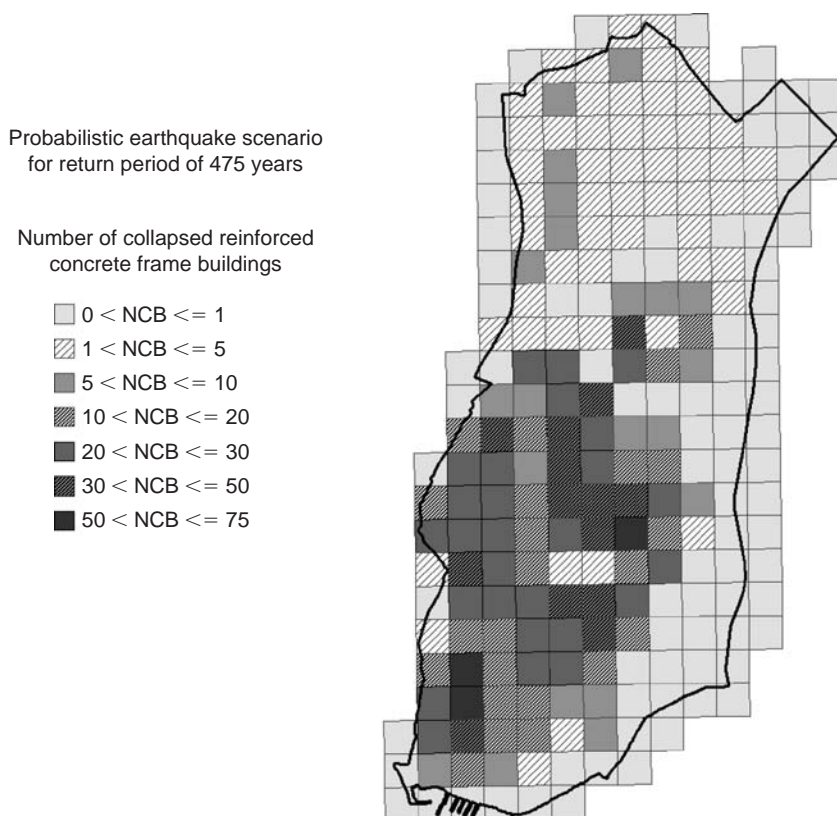 Probabilistic earthquake scenario
for return period of 475 years
Number of collapsed reinforced
concrete frame buildings
0 < NCB <= 1
1 < NCB <= 5
5 < NCB <= 10
10 < NCB <= 20
20 < NCB <= 30
30 < NCB <= 50
50 < NCB <= 75